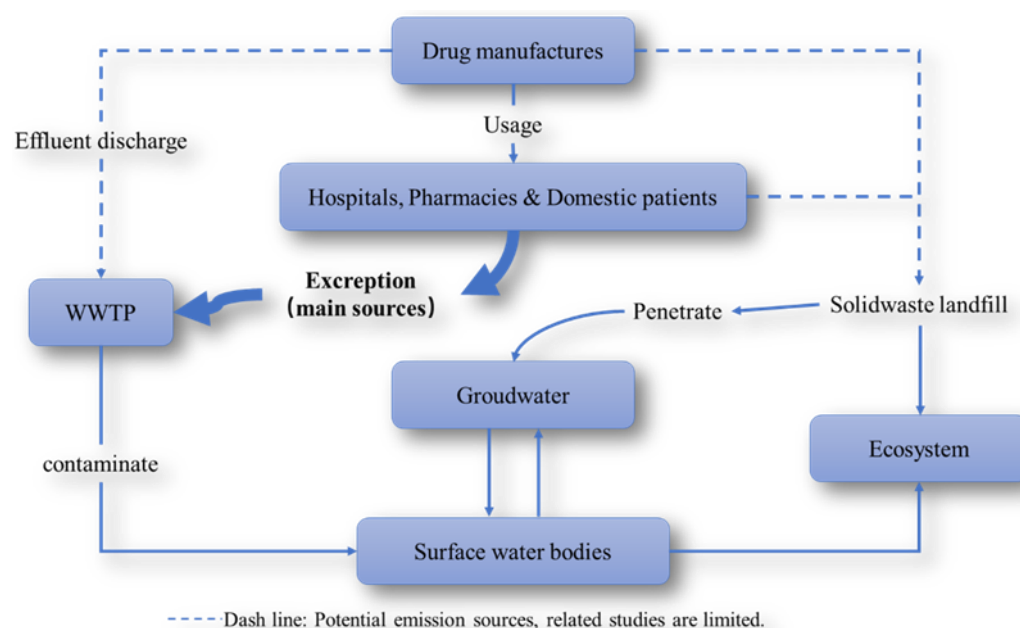 Drug manufactures
Effluent discharge
Usage
Hospitals, Pharmacies & Domestic patients
Excreption
(main sources)
WWTP
Penetrate
Solidwaste landfill
Groudwater
Ecosystem
contaminate
Surface water bodies
Dash line: Potential emission sources, related studies are limited.